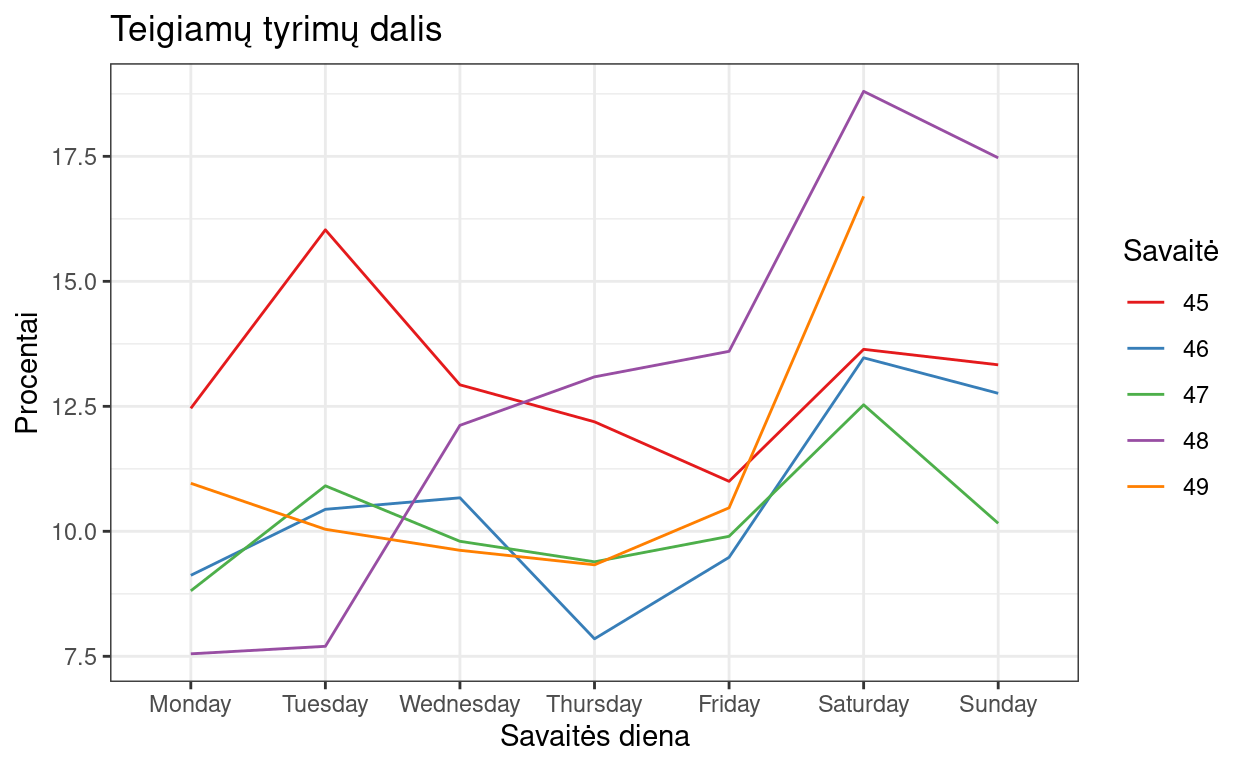 Teigiamų tyrimų dalis
Procentai
17.5
15.0
12.5
10.0
7.5
Monday Tuesday Wednesday Thursday Friday Saturday Sunday
Savaitės diena
Savaitė
45
46
47
48
49